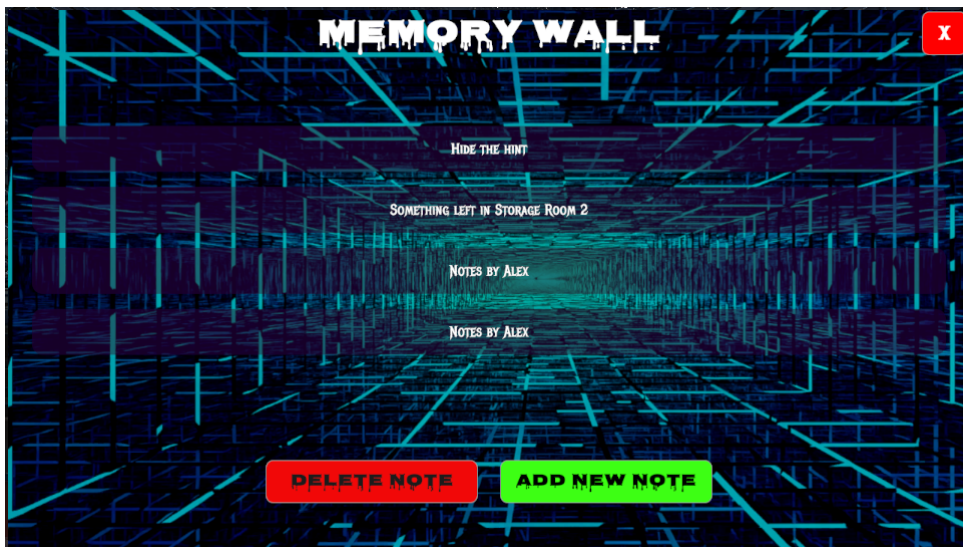 MEMORY WALL
X
Hide the hint
Something left in Storage Room 2
Notes by Alex
Notes by Alex
DELETE NOTE
ADD NEW NOTE